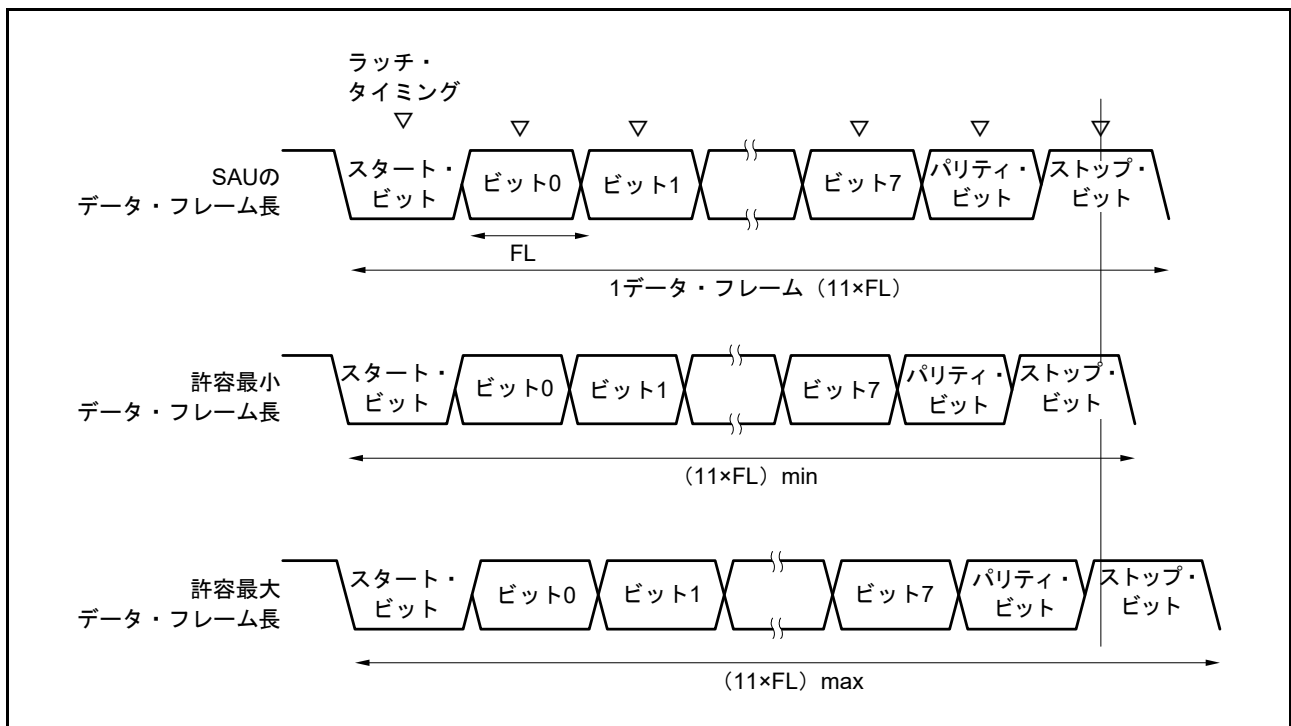 ラッチ・
タイミング
▽ ▽ ▽ ▽ ▽ ▽
SAUの
データ・フレーム長
スタート・
ビット
ビット0
ビット1
ビット7
パリティ・
ビット
ストップ・
ビット
FL
1データ・フレーム（11×FL）
許容最小
データ・フレーム長
スタート・
ビット
ビット0
ビット1
ビット7
パリティ・
ビット
ストップ・
ビット
（11×FL）min
許容最大
データ・フレーム長
スタート・
ビット
ビット0
ビット1
ビット7
パリティ・
ビット
ストップ・
ビット
（11×FL）max